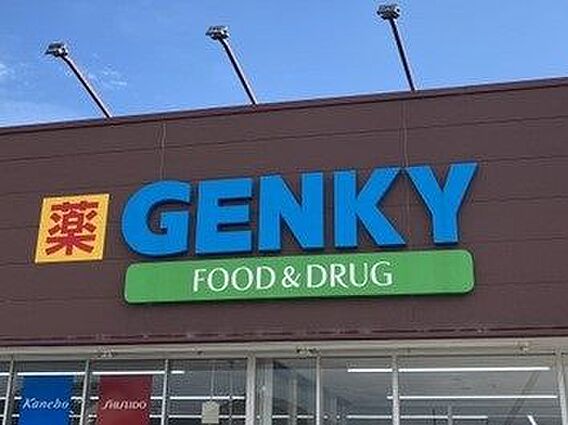 薬 GENKY
FOOD & DRUG
Kanebo SHISEIDO